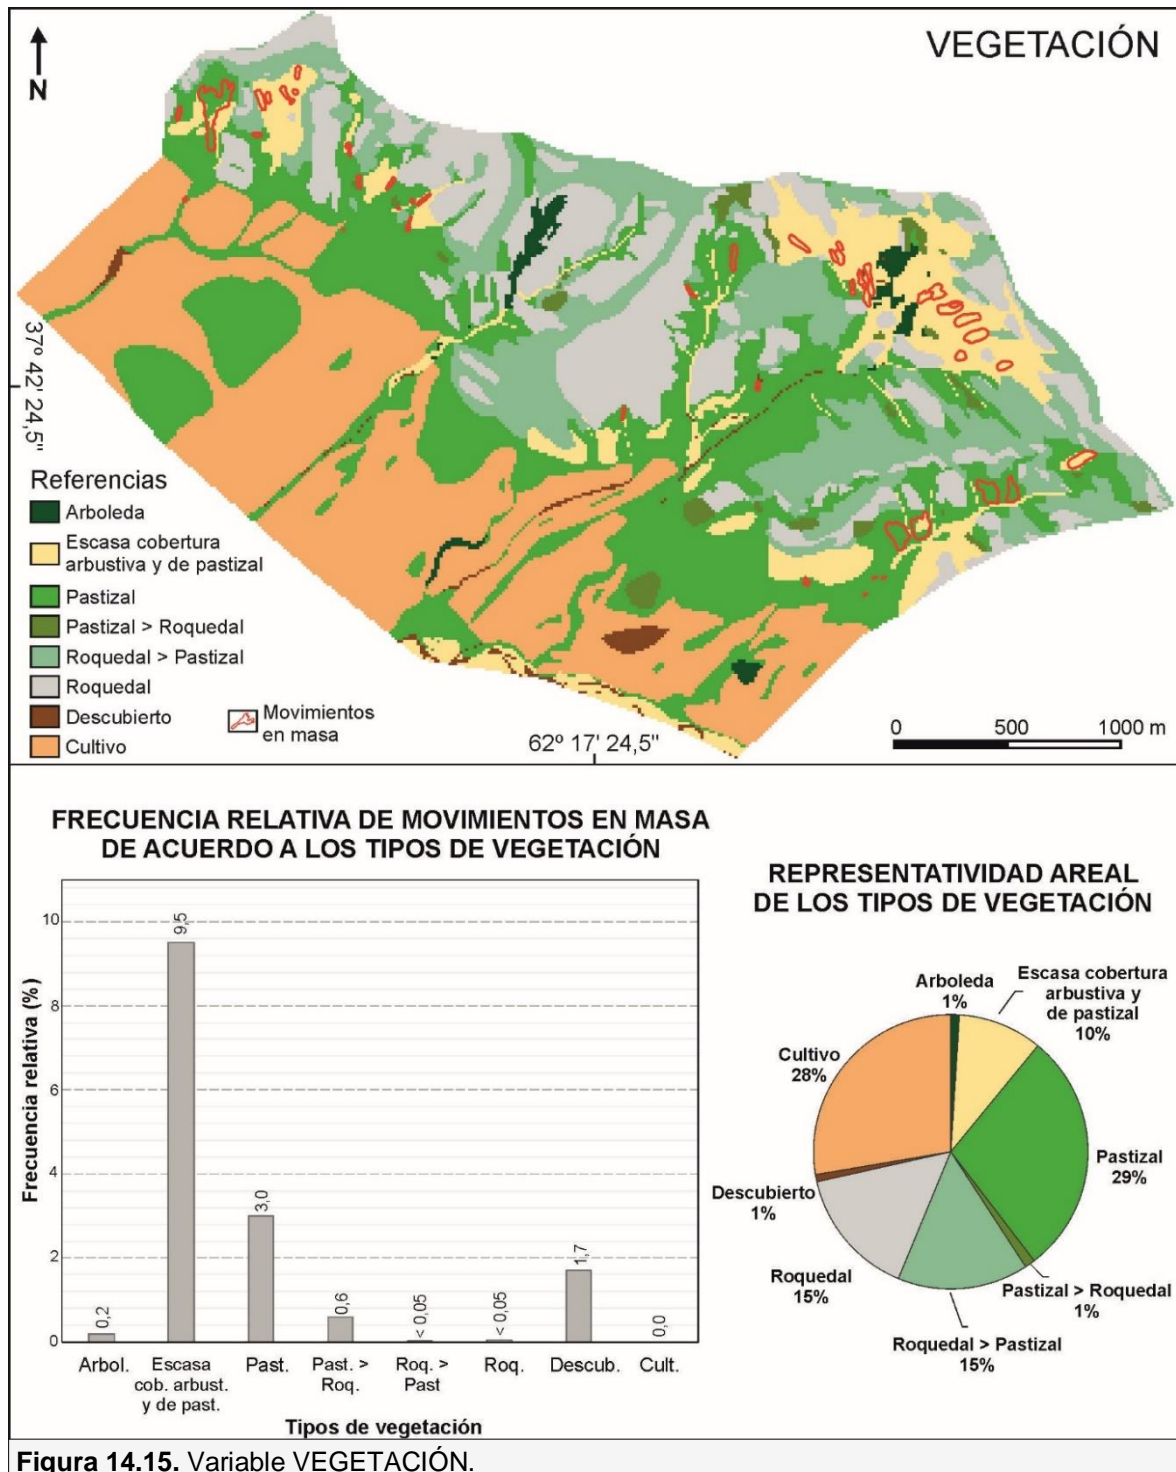 VEGETACIÓN
N
37º 42' 24,5"
Referencias
Arboleda
Escasa cobertura
arbustiva y de pastizal
Pastizal
Pastizal > Roquedal
Roquedal > Pastizal
Roquedal
Descubierto
Cultivo
Movimientos
en masa
62º 17' 24,5"
0 500 1000 m
FRECUENCIA RELATIVA DE MOVIMIENTOS EN MASA
DE ACUERDO A LOS TIPOS DE VEGETACIÓN
Frecuencia relativa (%)
10
8
6
4
2
0
0,2
9,5
3,0
0,6
< 0,05
< 0,05
1,7
0,0
Arbol.
Escasa
cob. arbust.
y de past.
Past.
Past. >
Roq.
Roq. >
Past
Roq.
Descub.
Cult.
Tipos de vegetación
REPRESENTATIVIDAD AREAL
DE LOS TIPOS DE VEGETACIÓN
Arboleda
1%
Escasa cobertura
arbustiva y
de pastizal
10%
Pastizal
29%
Pastizal > Roquedal
1%
Roquedal > Pastizal
15%
Roquedal
15%
Descubierto
1%
Cultivo
28%
Figura 14.15. Variable VEGETACIÓN.